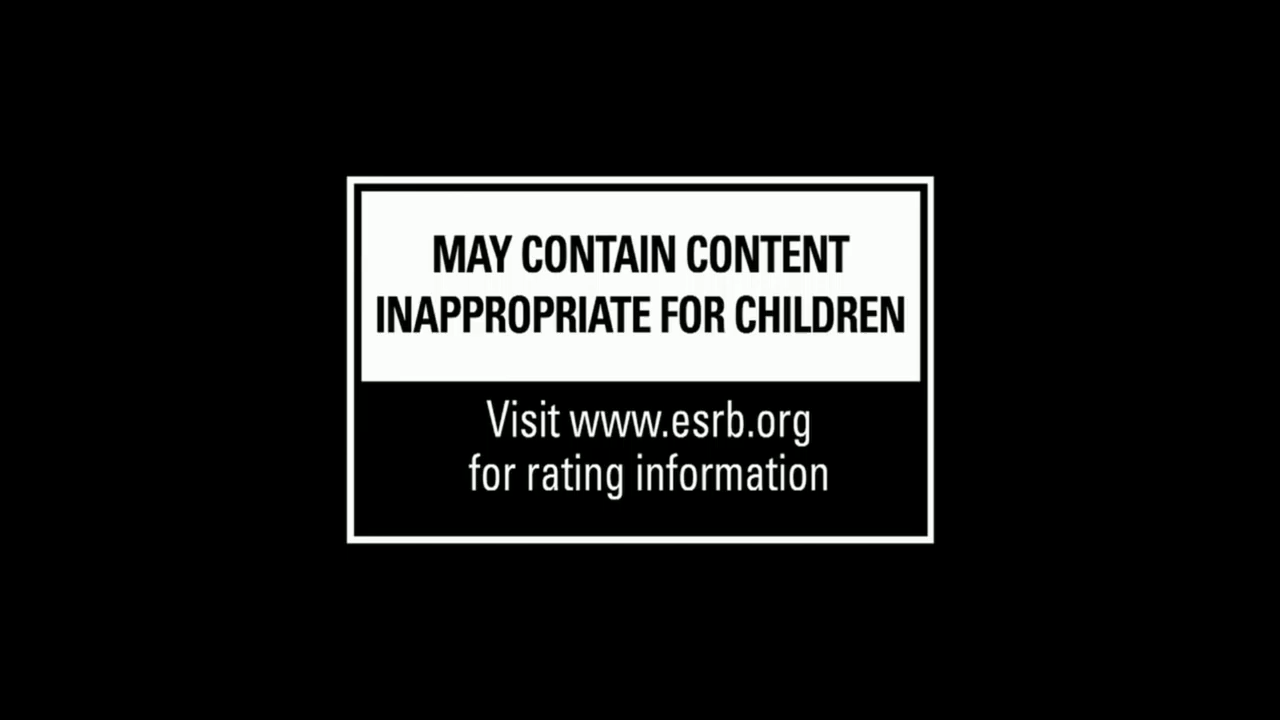 MAY CONTAIN CONTENT
INAPPROPRIATE FOR CHILDREN
Visit www.esrb.org
for rating information